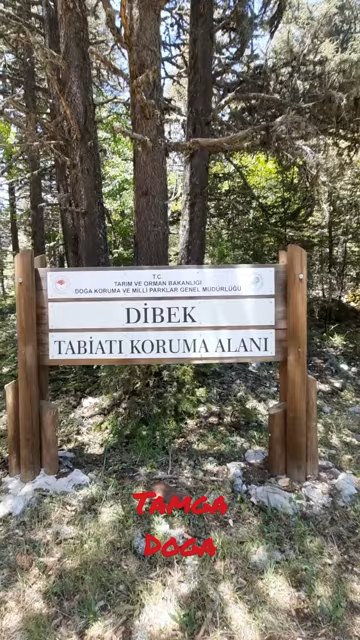 T.C.
TARIM VE ORMAN BAKANLIĞI
DOĞA KORUMA VE MİLLİ PARKLAR GENEL MÜDÜRLÜĞÜ
DİBEK
TABİATI KORUMA ALANI
TAMGA
DOGA